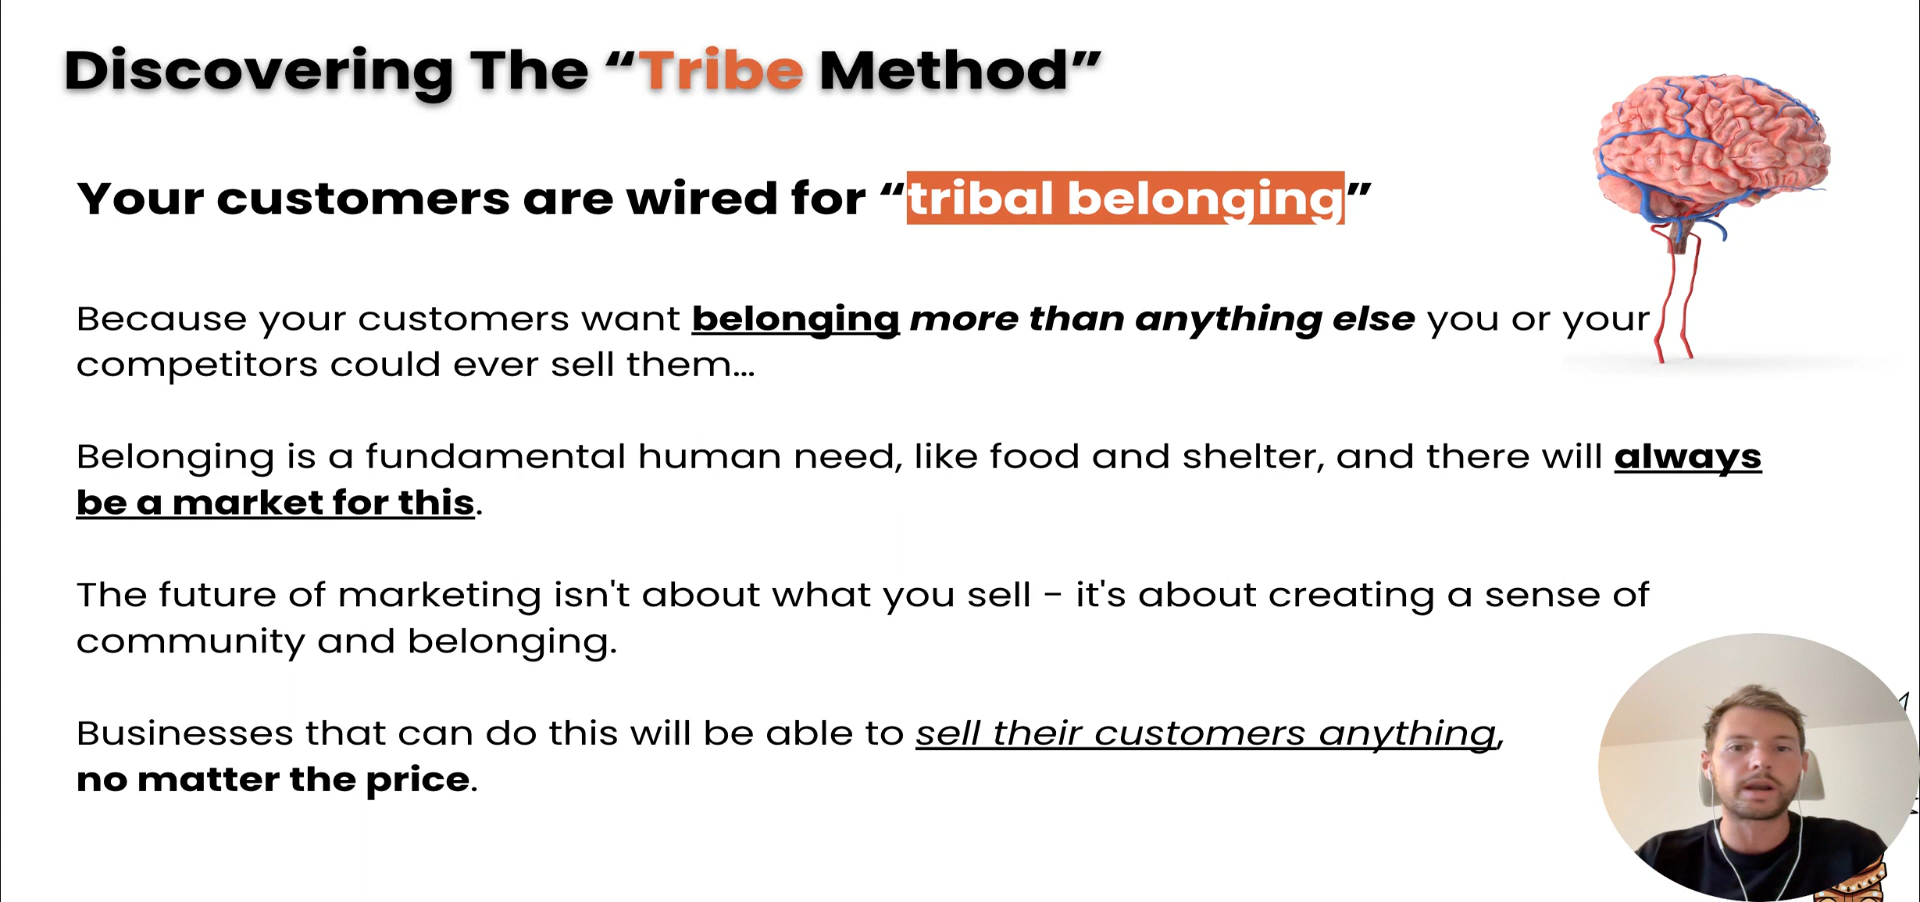 Discovering The “Tribe Method”
Your customers are wired for “tribal belonging”
Because your customers want belonging more than anything else you or your
competitors could ever sell them...
Belonging is a fundamental human need, like food and shelter, and there will always
be a market for this.
The future of marketing isn't about what you sell - it's about creating a sense of
community and belonging.
Businesses that can do this will be able to sell their customers anything,
no matter the price.